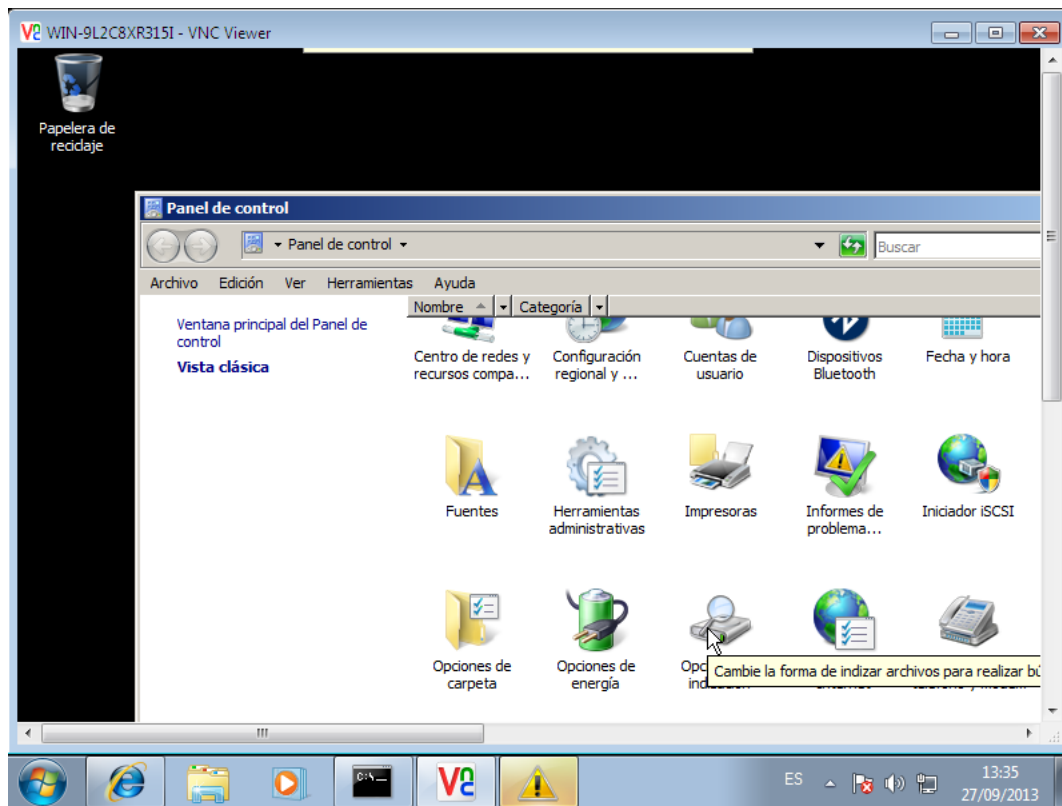 WIN-9L2C8XR315I - VNC Viewer
Papelera de
reciclaje
Panel de control
Panel de control
Buscar
Archivo Edición Ver Herramientas Ayuda
Nombre Categoría
Ventana principal del Panel de
control
Vista clásica
Centro de redes y
recursos compa...
Configuración
regional y ...
Cuentas de
usuario
Dispositivos
Bluetooth
Fecha y hora
Fuentes
Herramientas
administrativas
Impresoras
Informes de
problema...
Iniciador iSCSI
Opciones de
carpeta
Opciones de
energía
Cambie la forma de indizar archivos para realizar
C:\
ES
13:35
27/09/2013